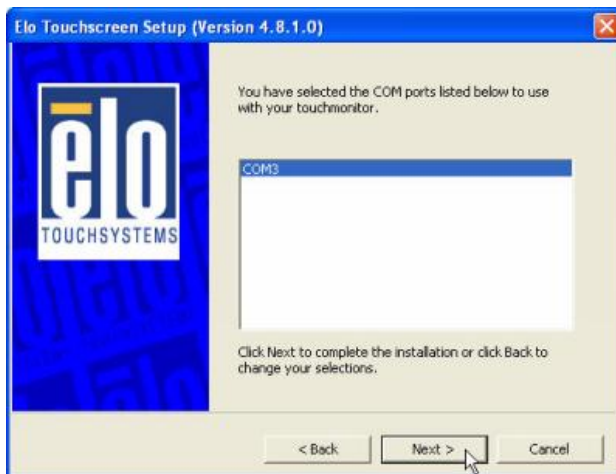 Elo Touchscreen Setup (Version 4.8.1.0)
You have selected the COM ports listed below to use
with your touchmonitor.
elo
TOUCHSYSTEMS
COM3
Click Next to complete the installation or click Back to
change your selections.
< Back
Next >
Cancel